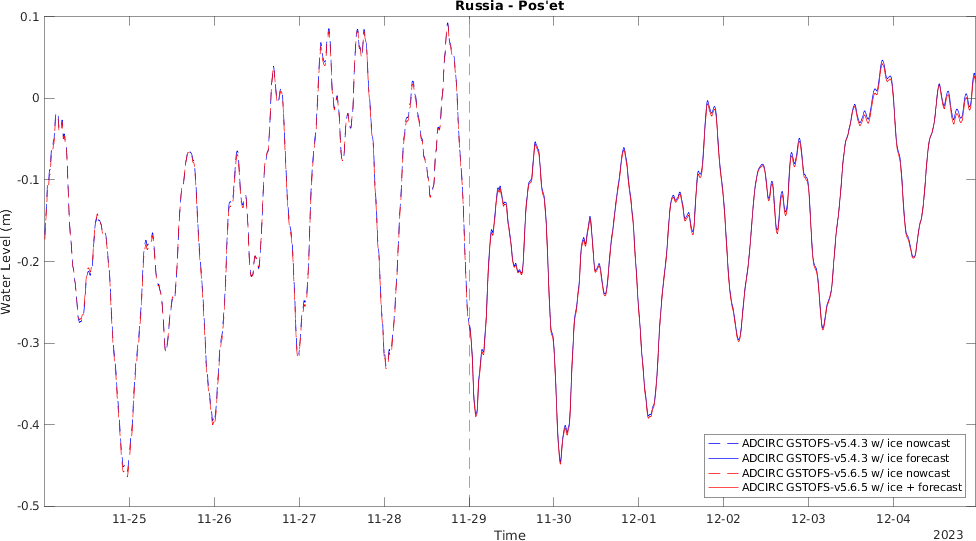 Russia - Pos'et
Water Level (m)
0.1
0
-0.1
-0.2
-0.3
-0.4
-0.5
ADCIRC GSTOFS-v5.4.3 w/ ice nowcast
ADCIRC GSTOFS-v5.4.3 w/ ice forecast
ADCIRC GSTOFS-v5.6.5 w/ ice nowcast
ADCIRC GSTOFS-v5.6.5 w/ ice + forecast
11-25 11-26 11-27 11-28 11-29 11-30 12-01 12-02 12-03 12-04
Time
2023